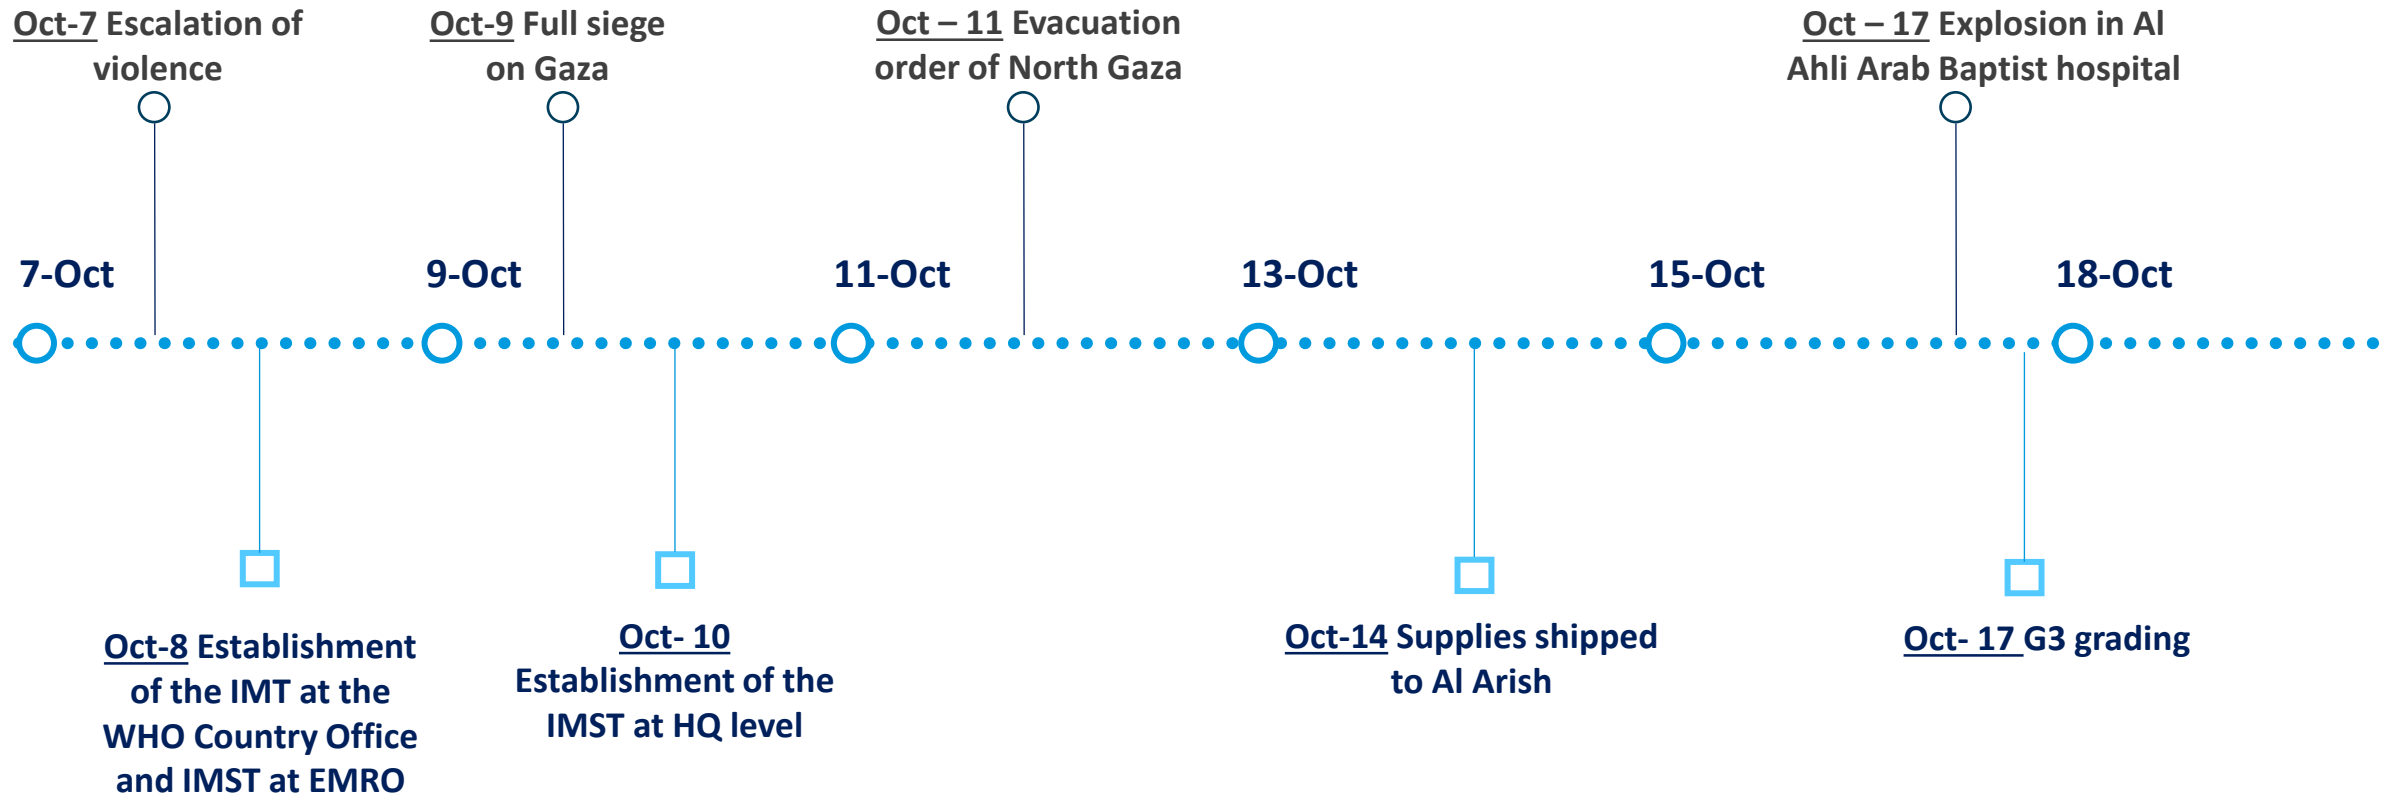 Oct-7 Escalation of
violence
Oct-9 Full siege
on Gaza
Oct – 11 Evacuation
order of North Gaza
Oct – 17 Explosion in Al
Ahli Arab Baptist hospital
7-Oct
9-Oct
11-Oct
13-Oct
15-Oct
18-Oct
Oct-8 Establishment
of the IMT at the
WHO Country Office
and IMST at EMRO
Oct- 10
Establishment of the
IMST at HQ level
Oct-14 Supplies shipped
to Al Arish
Oct- 17 G3 grading